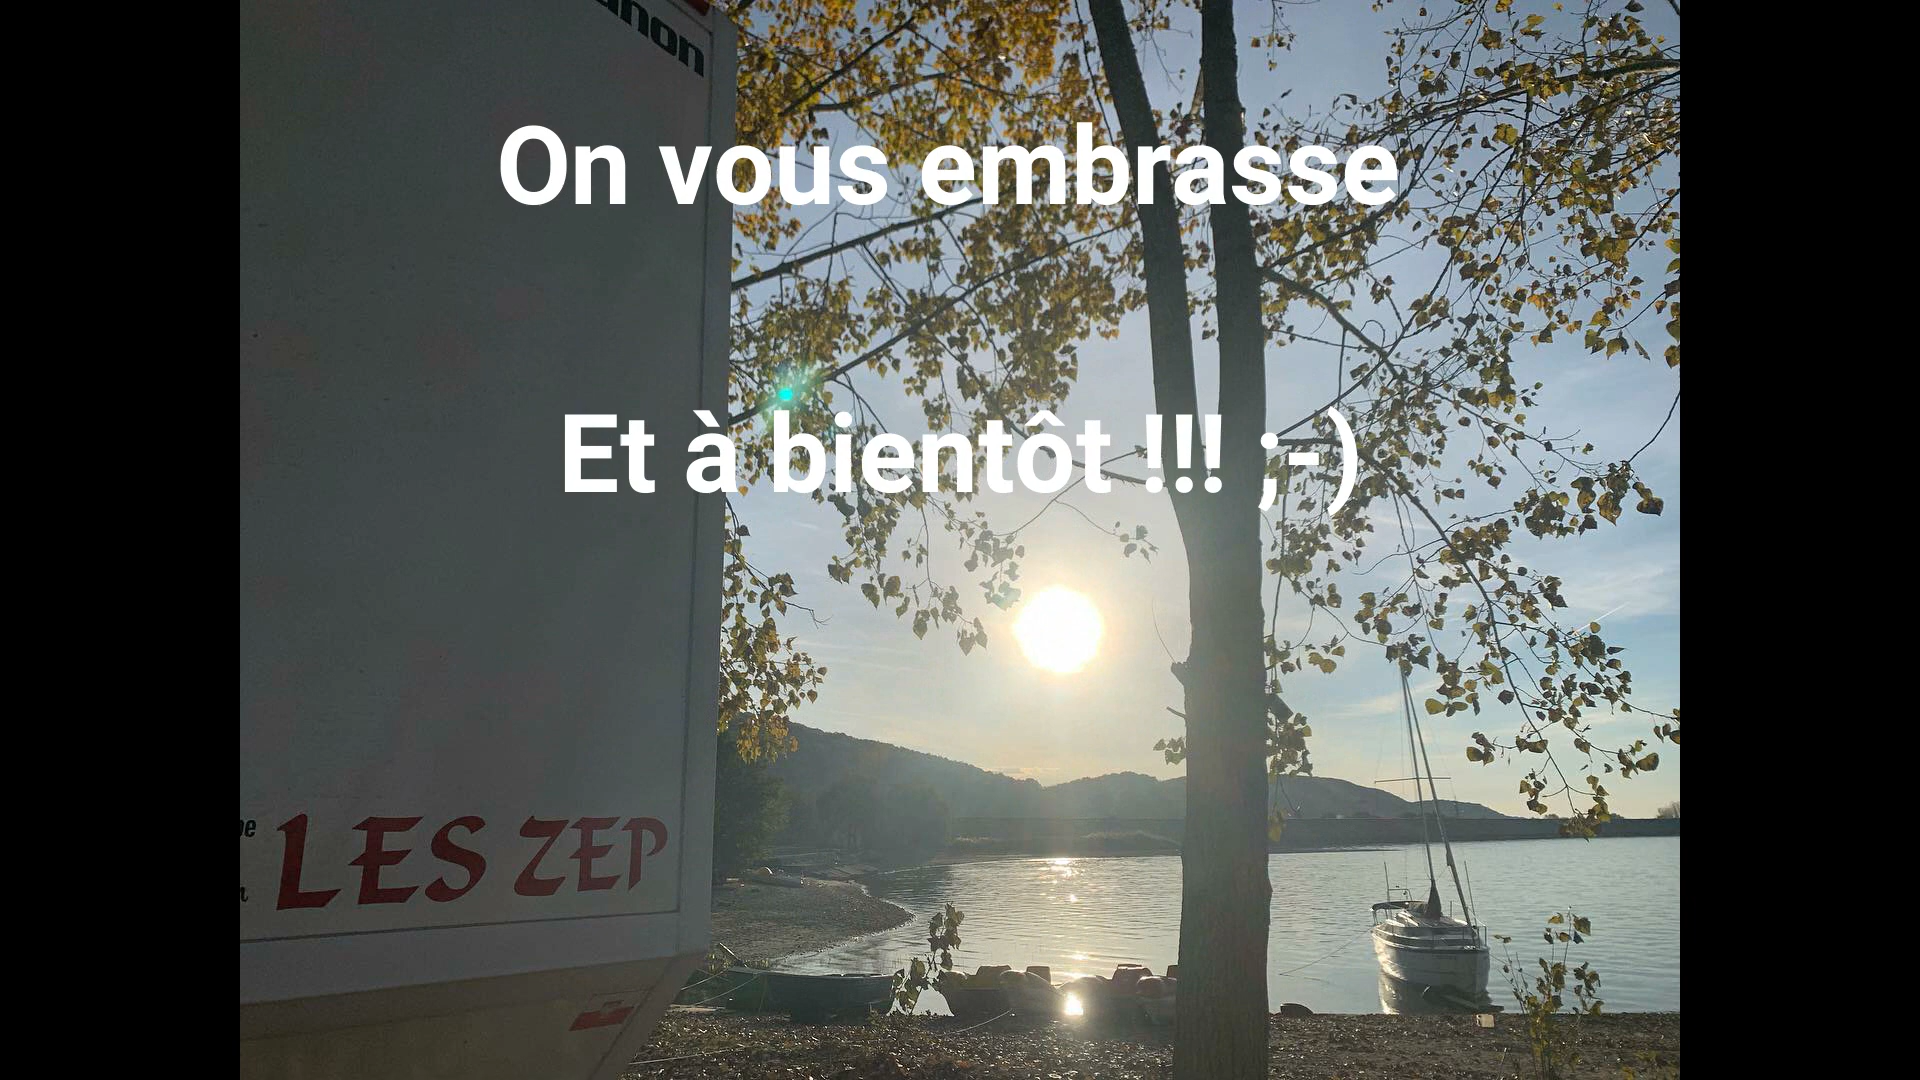 On vous embrasse
Et à bientôt !!! ;-)
LES ZEP